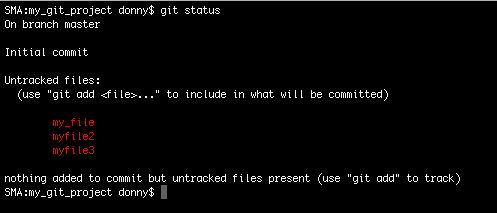 SMA:my_git_project donny$ git status
On branch master
Initial commit
Untracked files:
(use "git add <file>..." to include in what will be committed)
my_file
myfile2
myfile3
nothing added to commit but untracked files present (use "git add" to track)
SMA:my_git_project donny$